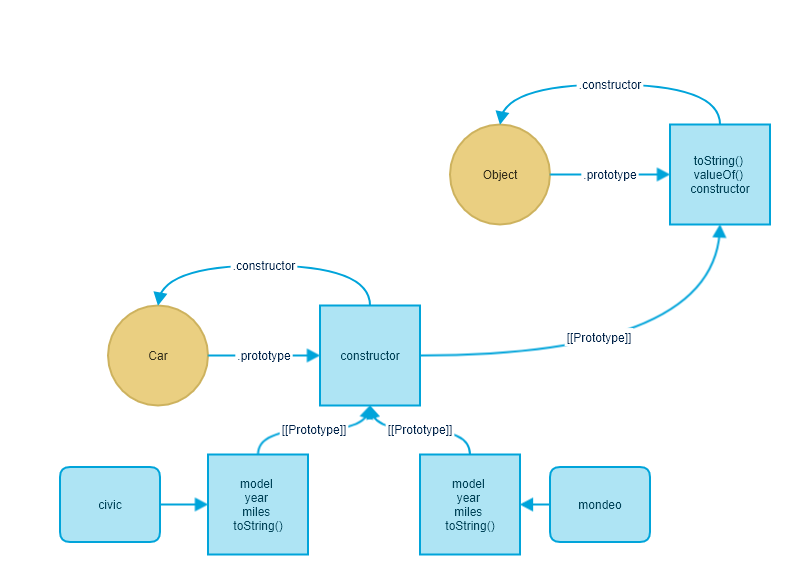 .constructor
Object
.prototype
toString()
valueOf()
constructor
.constructor
[[Prototype]]
Car
.prototype
constructor
[[Prototype]]
[[Prototype]]
civic
model
year
miles
toString()
model
year
miles
toString()
mondeo